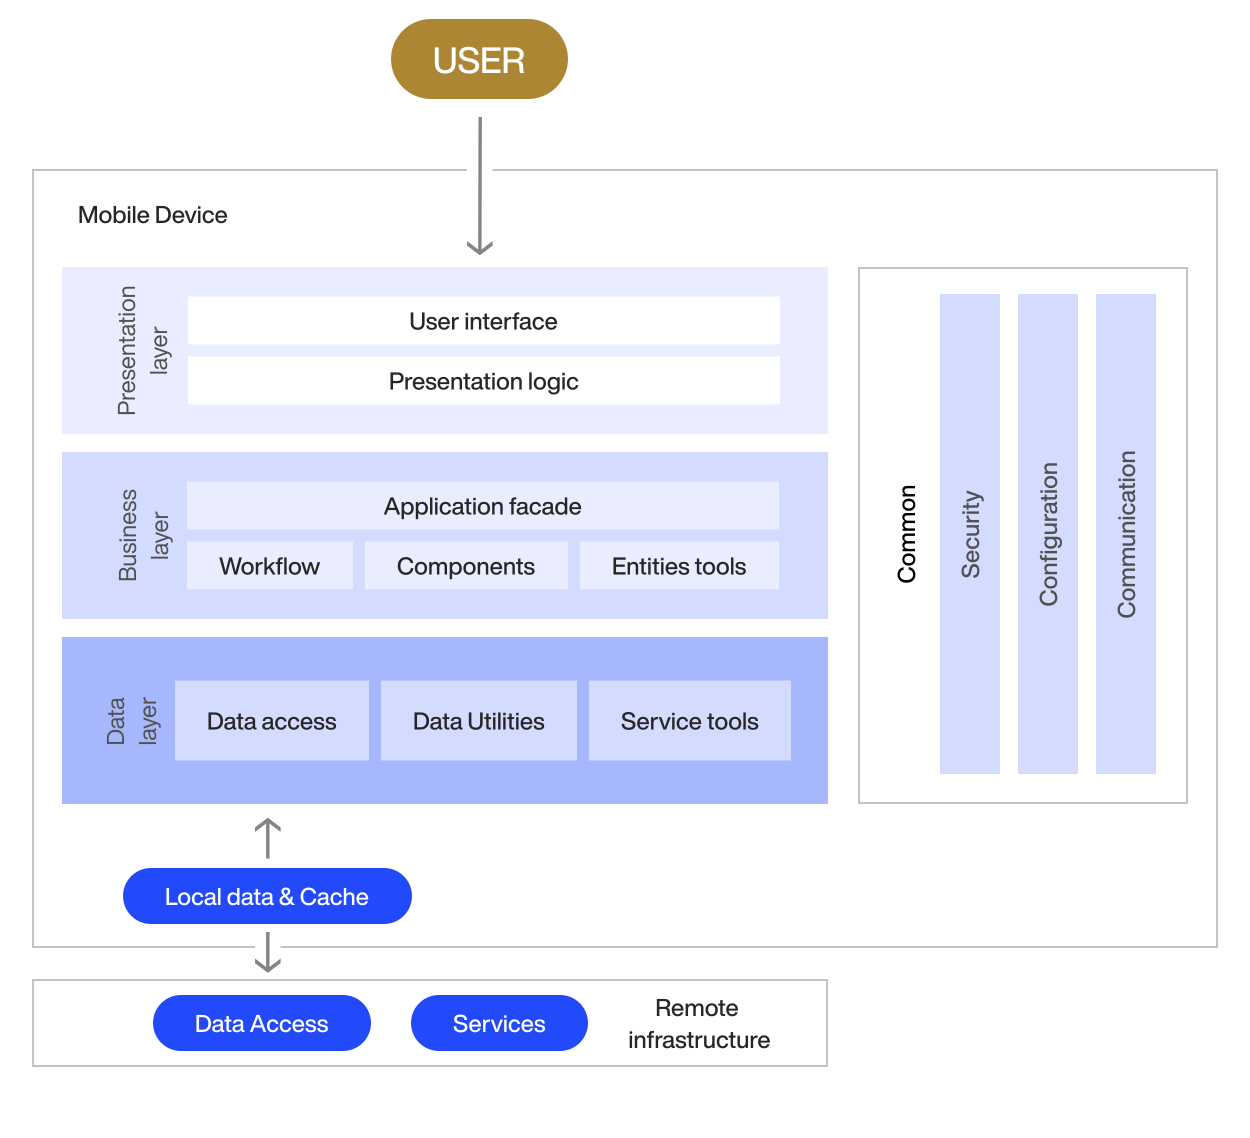 USER
Mobile Device
Presentation
layer
User interface
Presentation logic
Business
layer
Application facade
Workflow
Components
Entities tools
Data
layer
Data access
Data Utilities
Service tools
Common
Security
Configuration
Communication
Local data & Cache
Data Access
Services
Remote
infrastructure